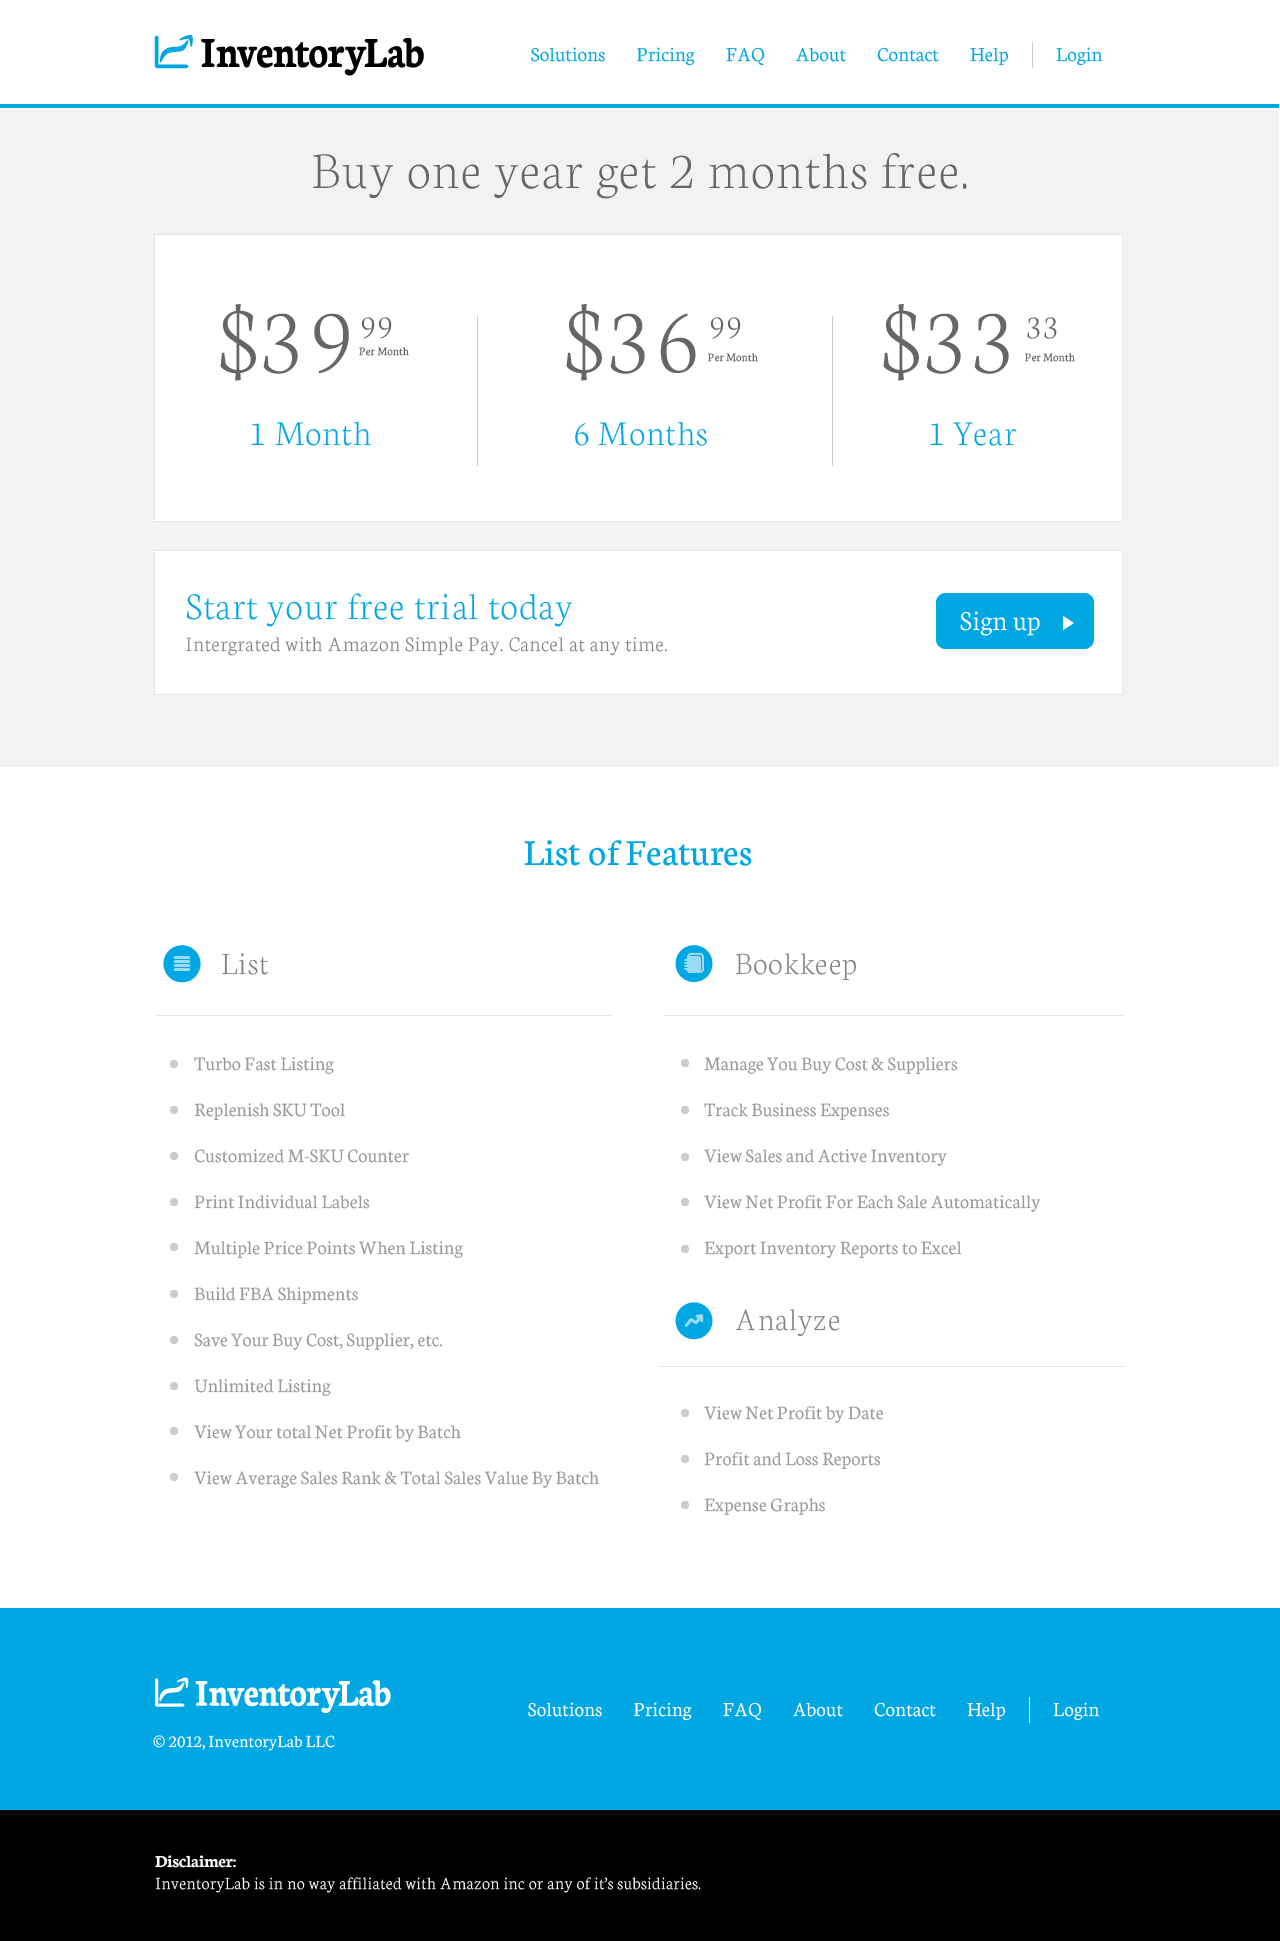 InventoryLab
Solutions Pricing FAQ About Contact Help Login
Buy one year get 2 months free.
$39 99 Per Month
1 Month
$36 99 Per Month
6 Months
$33 33 Per Month
1 Year
Start your free trial today
Intergrated with Amazon Simple Pay. Cancel at any time.
Sign up
List of Features
List
Turbo Fast Listing
Replenish SKU Tool
Customized M-SKU Counter
Print Individual Labels
Multiple Price Points When Listing
Build FBA Shipments
Save Your Buy Cost, Supplier, etc.
Unlimited Listing
View Your total Net Profit by Batch
View Average Sales Rank & Total Sales Value By Batch
Bookkeep
Manage You Buy Cost & Suppliers
Track Business Expenses
View Sales and Active Inventory
View Net Profit For Each Sale Automatically
Export Inventory Reports to Excel
Analyze
View Net Profit by Date
Profit and Loss Reports
Expense Graphs
InventoryLab
© 2012, InventoryLab LLC
Solutions Pricing FAQ About Contact Help Login
Disclaimer:
InventoryLab is in no way affiliated with Amazon inc or any of it's subsidiaries.